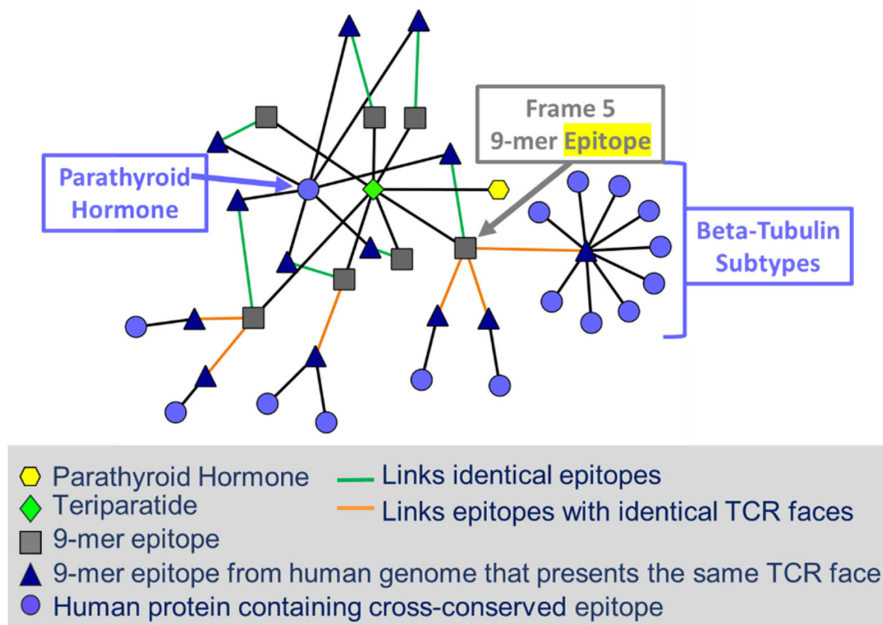 Frame 5
9-mer Epitope
Parathyroid
Hormone
Beta-Tubulin
Subtypes
Parathyroid Hormone
Links identical epitopes
Teriparatide
Links epitopes with identical TCR faces
9-mer epitope
9-mer epitope from human genome that presents the same TCR face
Human protein containing cross-conserved epitope